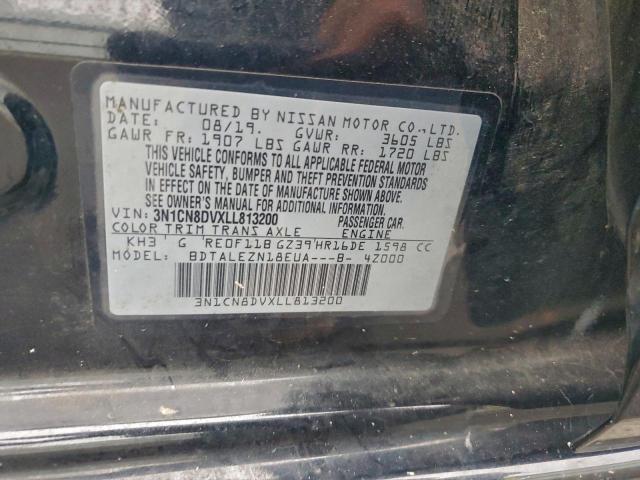 MANUFACTURED BY NISSAN MOTOR CO.,LTD.
DATE: 08/19. GVWR: 3605 LBS
GAWR FR: 1907 LBS GAWR RR: 1720 LBS
THIS VEHICLE CONFORMS TO ALL APPLICABLE FEDERAL MOTOR
VEHICLE SAFETY, BUMPER AND THEFT PREVENTION STANDARDS
IN EFFECT ON THE DATE OF MANUFACTURE SHOWN ABOVE.
SEE OWNER'S MANUAL FOR ADDITIONAL INFORMATION.
VIN: 3N1CN8DVXLL813200 PASSENGER CAR.
COLOR TRIM TRANS AXLE ENGINE
KH3 G RE0F11B GZ39 HR16DE 1598 CC
MODEL: BDTALEZN18EUA---B- 4Z000
3N1CN8DVXLL813200